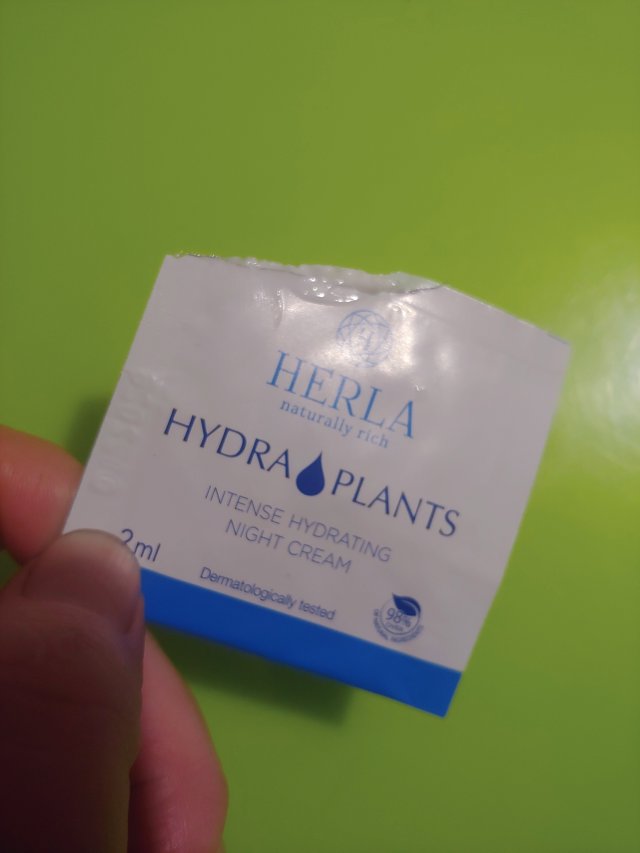 HERLA
naturally rich
HYDRA PLANTS
INTENSE HYDRATING
NIGHT CREAM
2ml
Dermatologically tested
98%